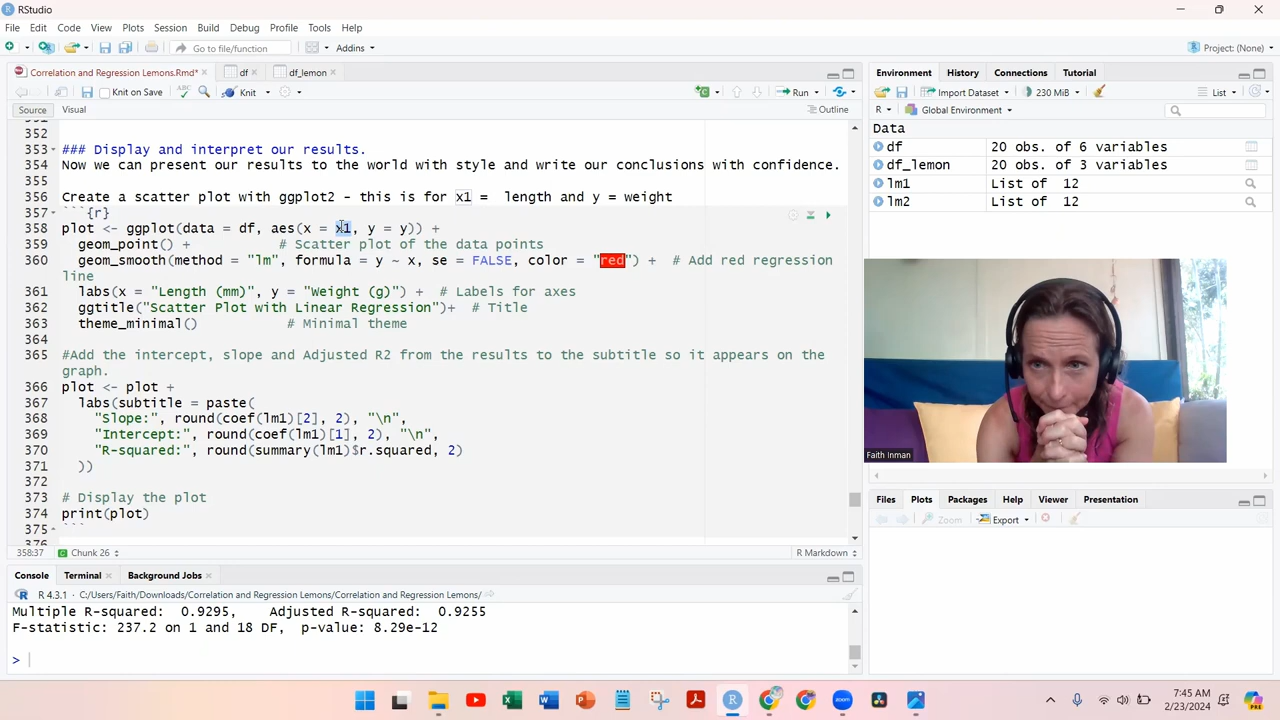 RStudio
File Edit Code View Plots Session Build Debug Profile Tools Help
Go to file/function Addins Project: (None)
Correlation and Regression Lemons.Rmd* df df_lemon
Knit on Save Knit Run
Source Visual Outline
351
352
353 ### Display and interpret our results.
354 Now we can present our results to the world with style and write our conclusions with confidence.
355
356 Create a scatter plot with ggplot2 - this is for x1 =  length and y = weight
357 ```{r}
358 plot <- ggplot(data = df, aes(x = x1, y = y)) +
359 geom_point() + # Scatter plot of the data points
360 geom_smooth(method = "lm", formula = y ~ x, se = FALSE, color = "red") + # Add red regression
line
361 labs(x = "Length (mm)", y = "Weight (g)") + # Labels for axes
362 ggtitle("Scatter Plot with Linear Regression")+ # Title
363 theme_minimal() # Minimal theme
364
365 #Add the intercept, slope and Adjusted R2 from the results to the subtitle so it appears on the
graph.
366 plot <- plot +
367 labs(subtitle = paste(
368 "Slope:", round(coef(lm1)[2], 2), "\n",
369 "Intercept:", round(coef(lm1)[1], 2), "\n",
370 "R-squared:", round(summary(lm1)$r.squared, 2)
371 ))
372
373 # Display the plot
374 print(plot)
375 ```
376
358:37 Chunk 26 R Markdown
Console Terminal Background Jobs
R 4.3.1 · C:/Users/Faith/Downloads/Correlation and Regression Lemons/Correlation and Regression Lemons/
Multiple R-squared:  0.9295,    Adjusted R-squared:  0.9255
F-statistic: 237.2 on 1 and 18 DF,  p-value: 8.29e-12
>
Environment History Connections Tutorial
Import Dataset 230 MiB List
R Global Environment
Data
df 20 obs. of 6 variables
df_lemon 20 obs. of 3 variables
lm1 List of  12
lm2 List of  12
Faith Inman
Files Plots Packages Help Viewer Presentation
Zoom Export
7:45 AM
2/23/2024